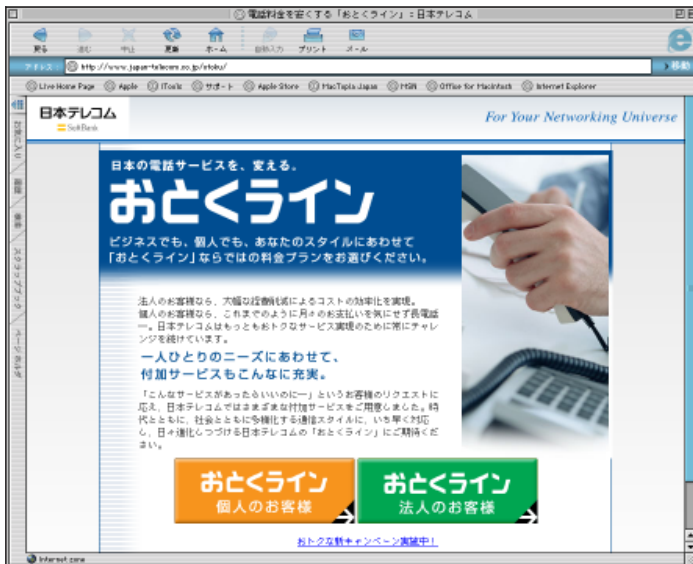 電話料金を安くする「おとくライン」：日本テレコム
戻る 進む 中止 更新 ホーム 自動入力 プリント メール
アドレス http://www.japan-telecom.co.jp/otoku/ 移動
Live Home Page Apple iTools サポート Apple Store MacTopia Japan MSN Office for Macintosh Internet Explorer
お気に入り
履歴
検索
スクラップブック
ページ ホルダ
日本テレコム
SoftBank
For Your Networking Universe
日本の電話サービスを、変える。
おとくライン
ビジネスでも、個人でも、あなたのスタイルにあわせて
「おとくライン」ならではの料金プランをお選びください。
法人のお客様なら、大幅な経費削減によるコストの効率化を実現。
個人のお客様なら、これまでのように月々のお支払いを気にせず長電話
―。日本テレコムはもっともおトクなサービス実現のために常にチャレ
ンジを続けています。
一人ひとりのニーズにあわせて、
付加サービスもこんなに充実。
「こんなサービスがあったらいいのに―」というお客様のリクエストに
応え、日本テレコムではさまざまな付加サービスをご用意しました。時
代とともに、社会とともに多様化する通信スタイルに、いち早く対応
し、日々進化しつづける日本テレコムの「おとくライン」にご期待くだ
さい。
おとくライン
個人のお客様
おとくライン
法人のお客様
おトクな新キャンペーン実施中！
Internet zone